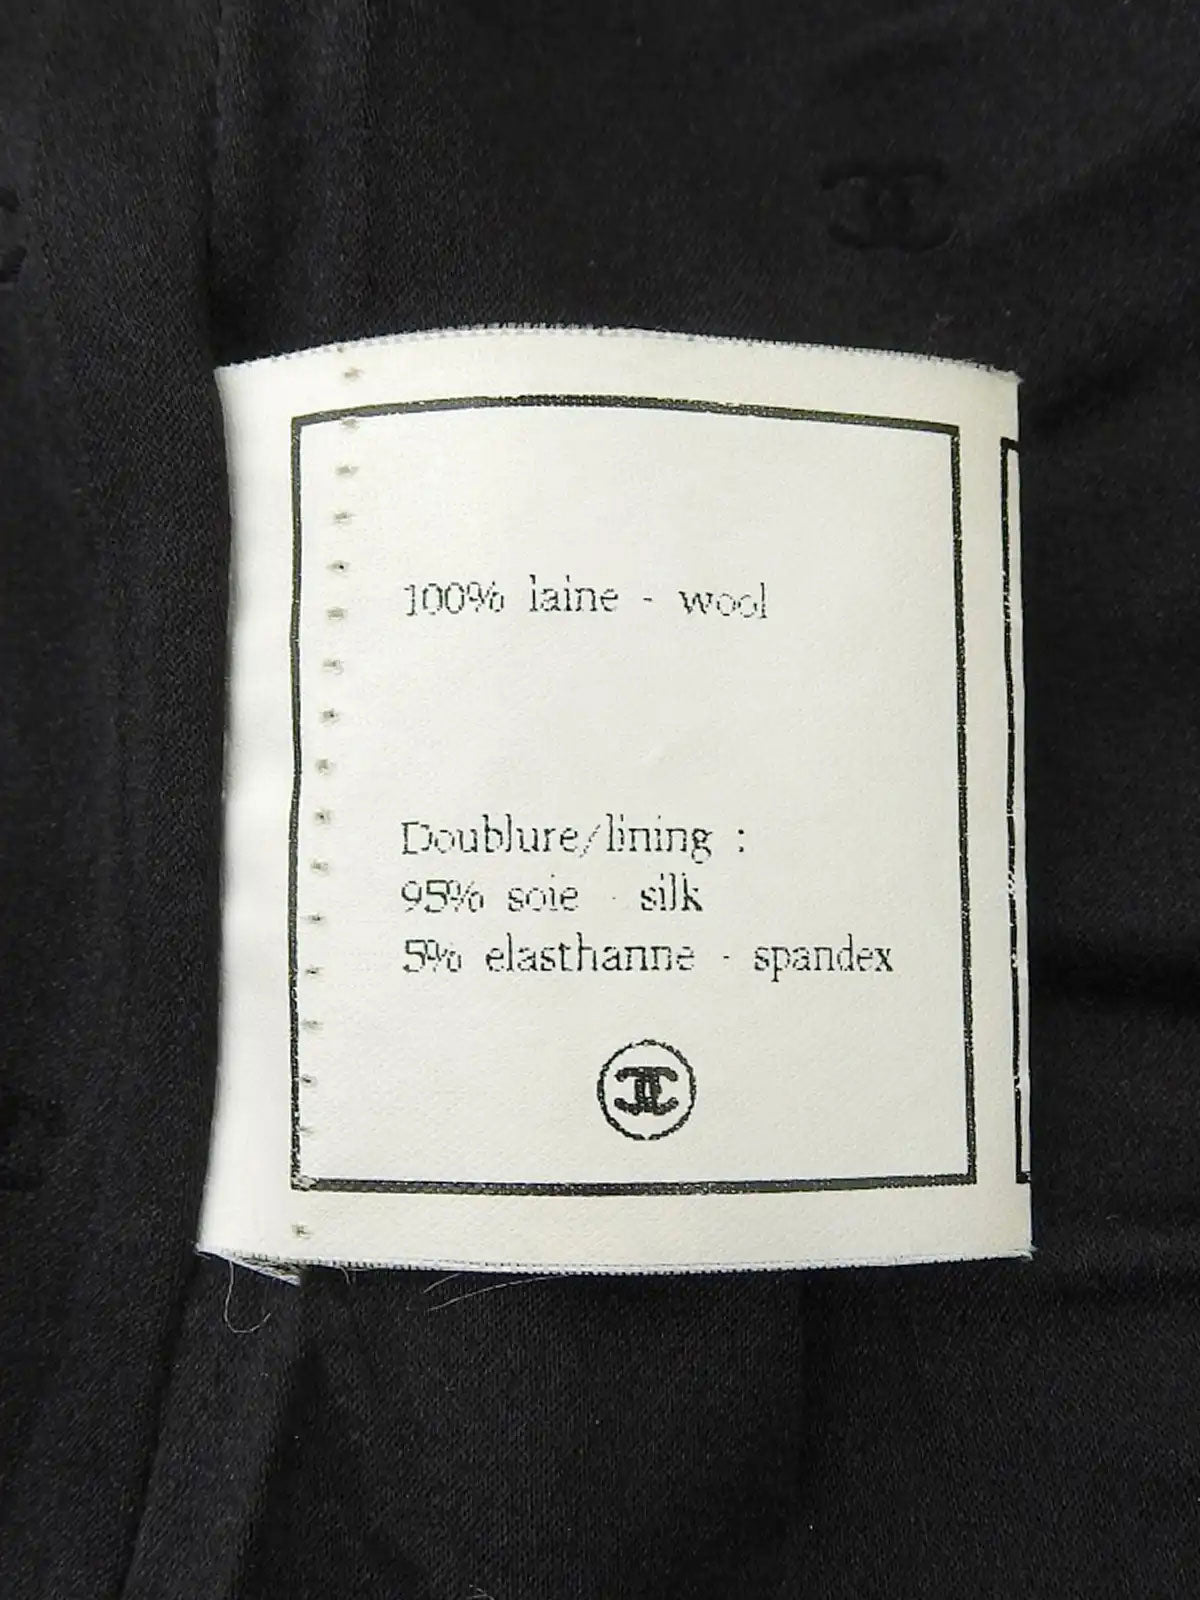 100% laine - wool
Doublure/lining :
95% soie - silk
5% elasthanne - spandex